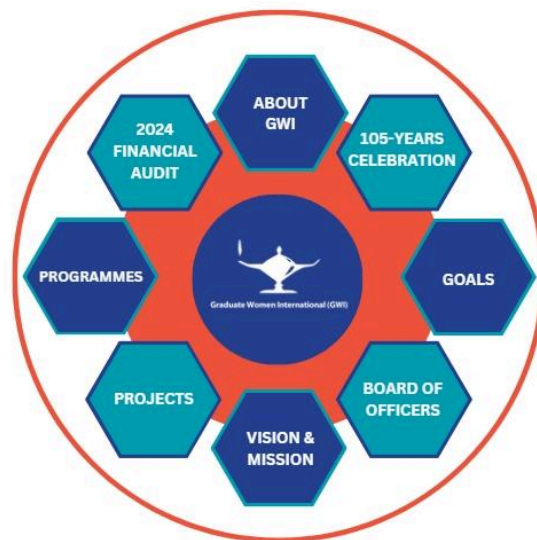 ABOUT
GWI
105-YEARS
CELEBRATION
GOALS
BOARD OF
OFFICERS
VISION &
MISSION
PROJECTS
PROGRAMMES
2024
FINANCIAL
AUDIT
Graduate Women International (GWI)